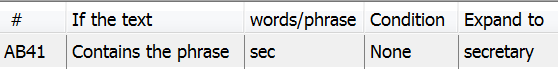 # If the text words/phrase Condition Expand to
AB41 Contains the phrase sec None secretary